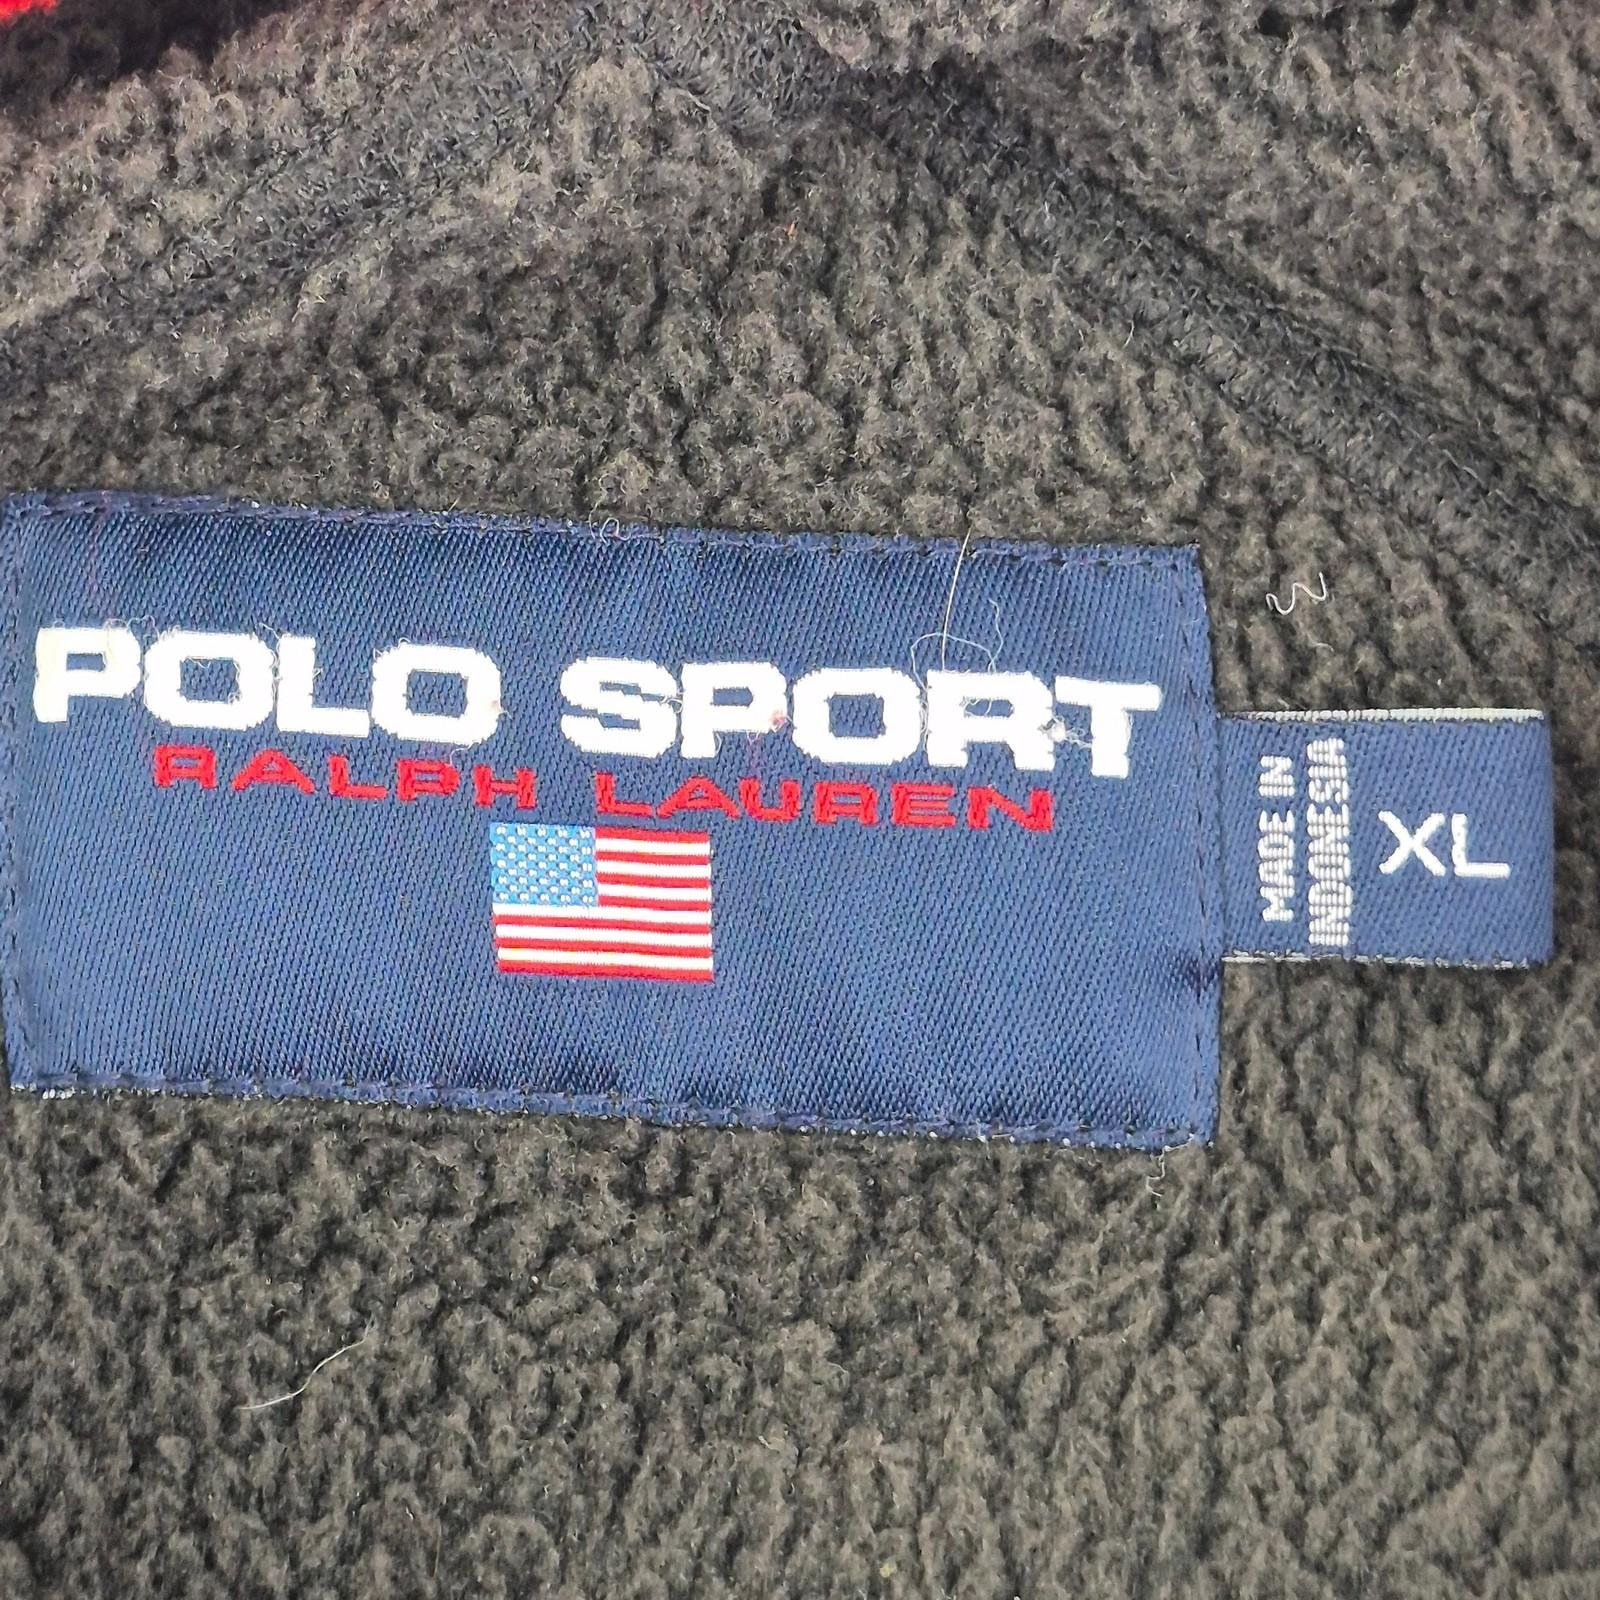 POLO SPORT
RALPH LAUREN
MADE IN
INDONESIA
XL